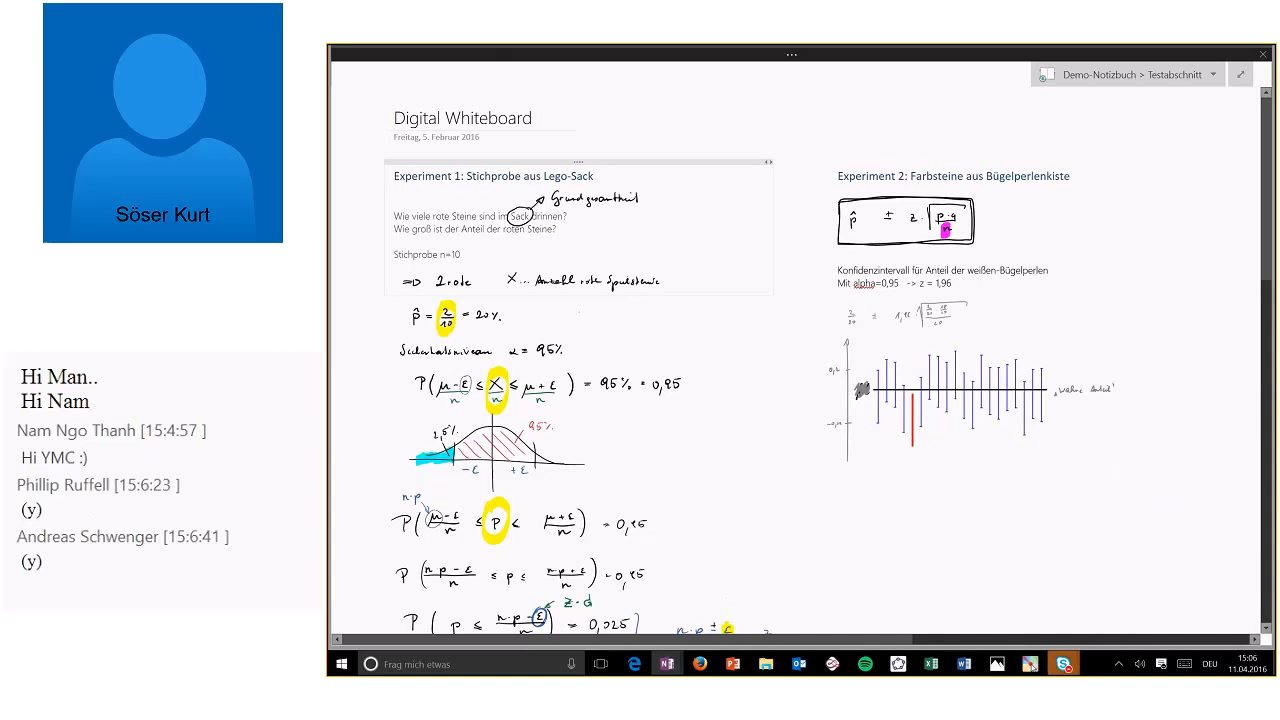 Söser Kurt
Hi Man..
Hi Nam
Nam Ngo Thanh [15:4:57 ]
Hi YMC :)
Phillip Ruffell [15:6:23 ]
(y)
Andreas Schwenger [15:6:41 ]
(y)
Demo-Notizbuch > Testabschnitt
Digital Whiteboard
Freitag, 5. Februar 2016
Experiment 1: Stichprobe aus Lego-Sack
Grundgesamtheit
Wie viele rote Steine sind im Sack drinnen?
Wie groß ist der Anteil der roten Steine?
Stichprobe n=10
=> 2 rote X... Anzahl rote
p̂ = 2/10 = 20%.
α = 95%
P( (μ-ε)/n ≤ X/n ≤ (μ+ε)/n ) = 95% = 0,95
2,5% 95%
-ε +ε
n·p
P( (μ-ε)/n ≤ p ≤ (μ+ε)/n ) = 0,95
P( (n·p-ε)/n ≤ p ≤ (n·p+ε)/n ) = 0,95
z·σ
P( p ≤ (n·p-ε)/n ) = 0,025
n·p ± ε
Experiment 2: Farbsteine aus Bügelperlenkiste
p̂ ± z·√(p·q/n)
Konfidenzintervall für Anteil der weißen-Bügelperlen
Mit alpha=0,95 -> z = 1,96
"wahre Anteil"
Frag mich etwas
DEU
15:06
11.04.2016